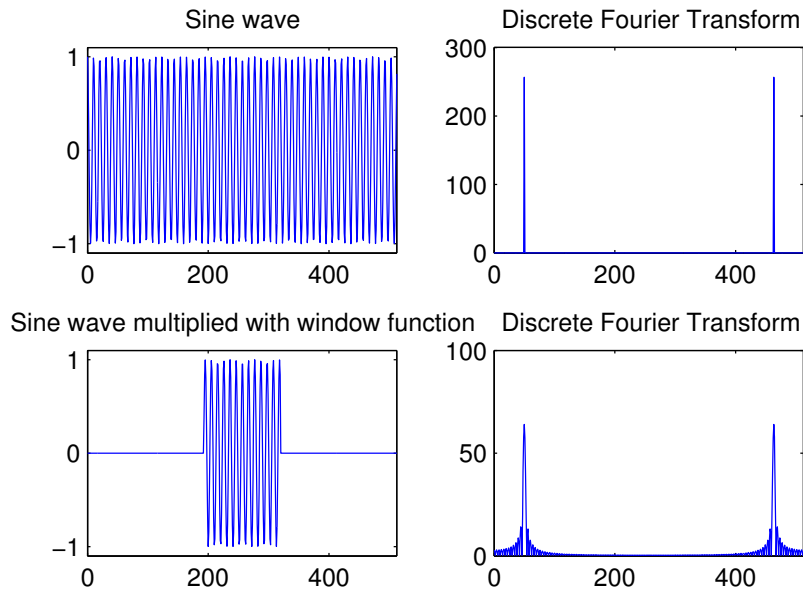 Sine wave
1
0
−1
0 200 400
Discrete Fourier Transform
300
200
100
0
0 200 400
Sine wave multiplied with window function
1
0
−1
0 200 400
Discrete Fourier Transform
100
50
0
0 200 400